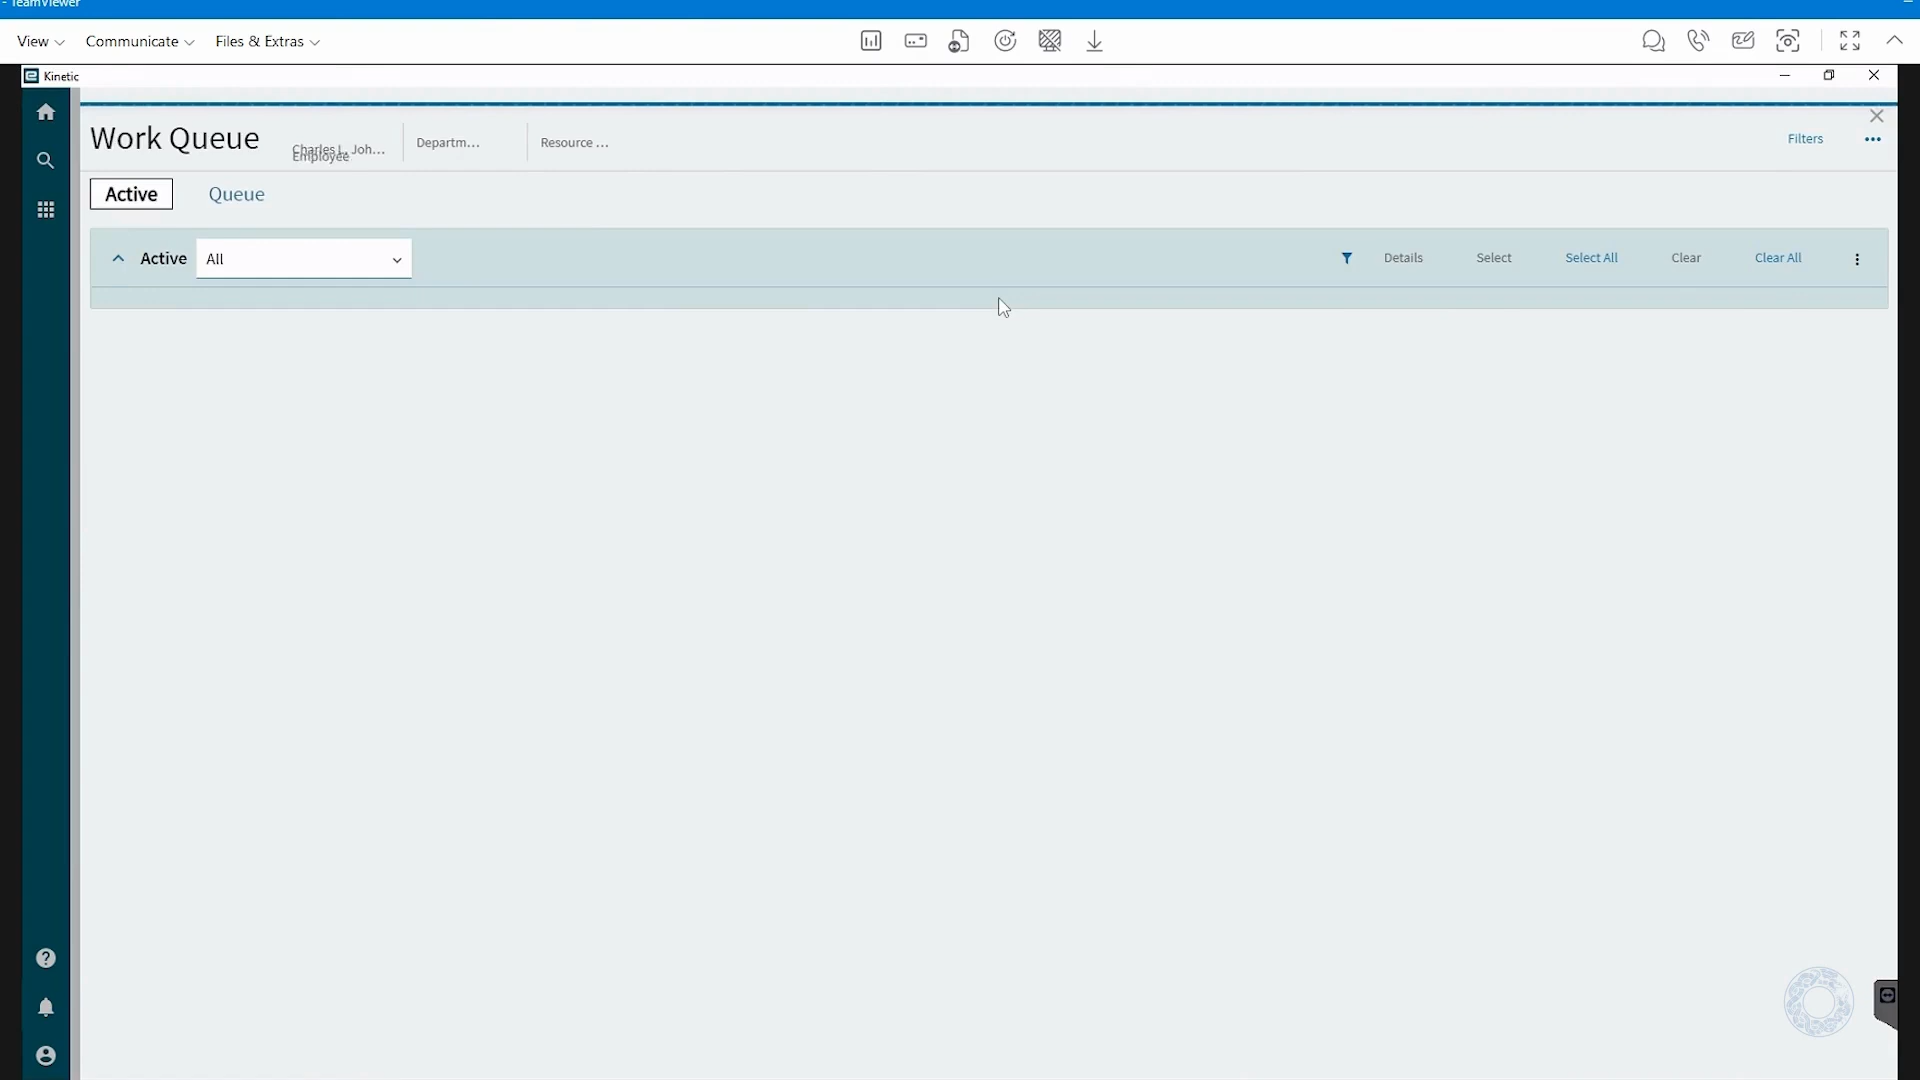 - TeamViewer
View Communicate Files & Extras
Kinetic
Work Queue
Charles L. Joh...
Employee
Departm...
Resource ...
Filters
Active Queue
Active All Details Select Select All Clear Clear All